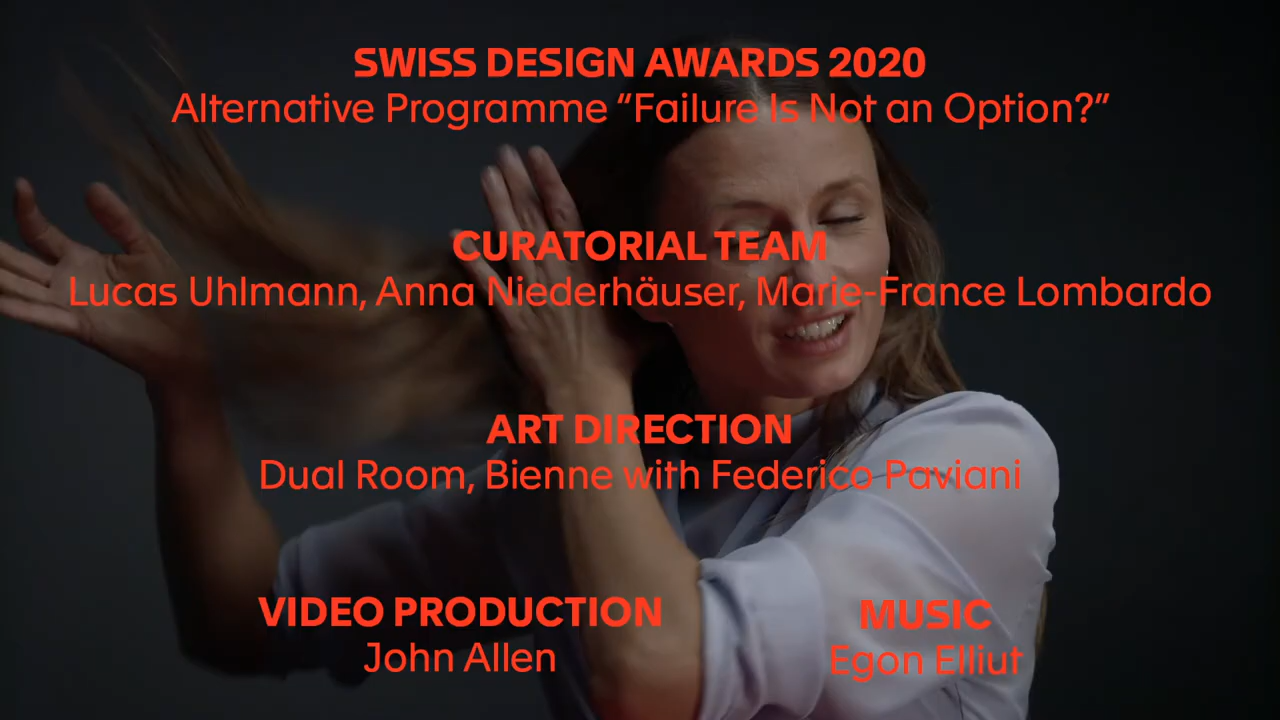 SWISS DESIGN AWARDS 2020
Alternative Programme “Failure Is Not an Option?”
CURATORIAL TEAM
Lucas Uhlmann, Anna Niederhäuser, Marie-France Lombardo
ART DIRECTION
Dual Room, Bienne with Federico Paviani
VIDEO PRODUCTION
John Allen
MUSIC
Egon Elliut